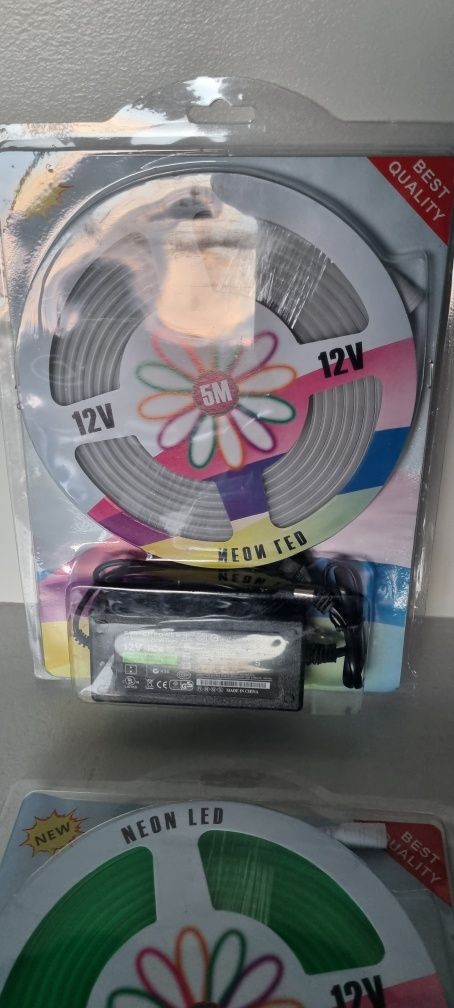 BEST
QUALITY
12V
5M
12V
NEON LED
NEON LED
12V
MADE IN CHINA
NEW
NEON LED
BEST
QUALITY
12V